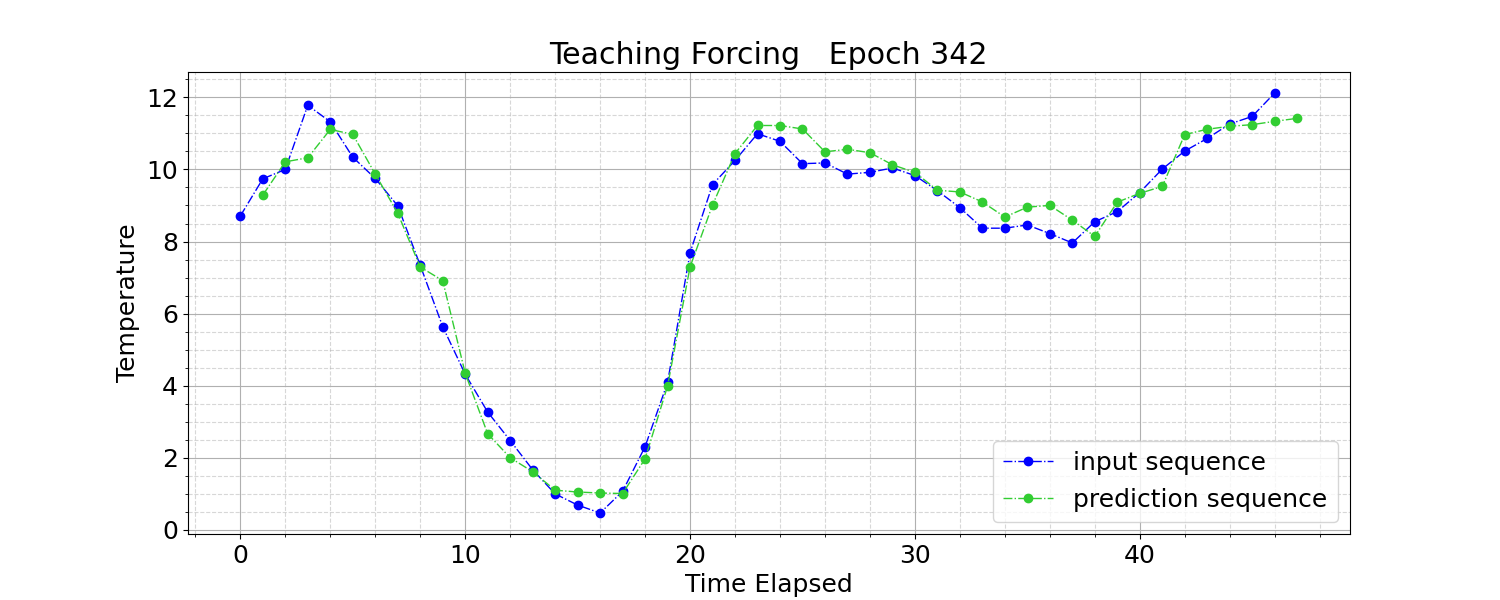 Teaching Forcing   Epoch 342
12
10
8
6
4
2
0
Temperature
0 10 20 30 40
Time Elapsed
input sequence
prediction sequence